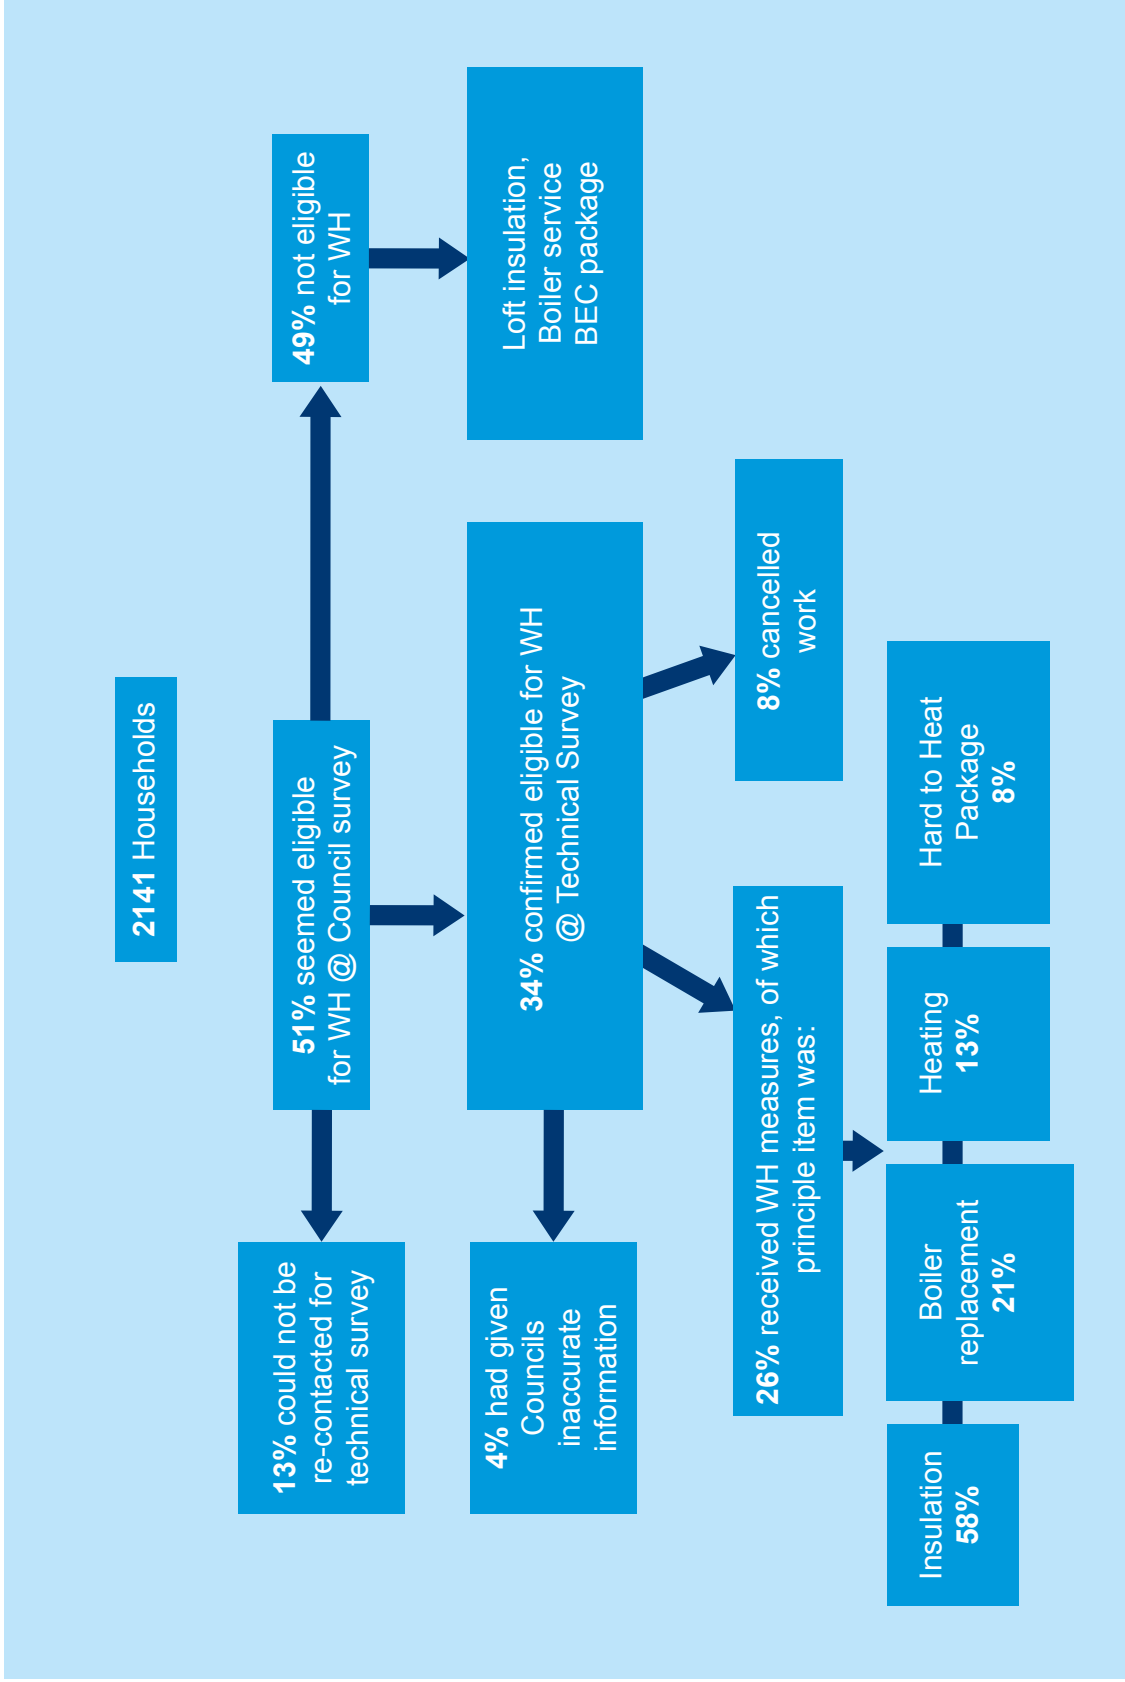 2141 Households
51% seemed eligible
for WH @ Council survey
49% not eligible
for WH
13% could not be
re-contacted for
technical survey
34% confirmed eligible for WH
@ Technical Survey
Loft insulation,
Boiler service
BEC package
4% had given
Councils
inaccurate
information
26% received WH measures, of which
principle item was:
8% cancelled
work
Insulation
58%
Boiler
replacement
21%
Heating
13%
Hard to Heat
Package
8%